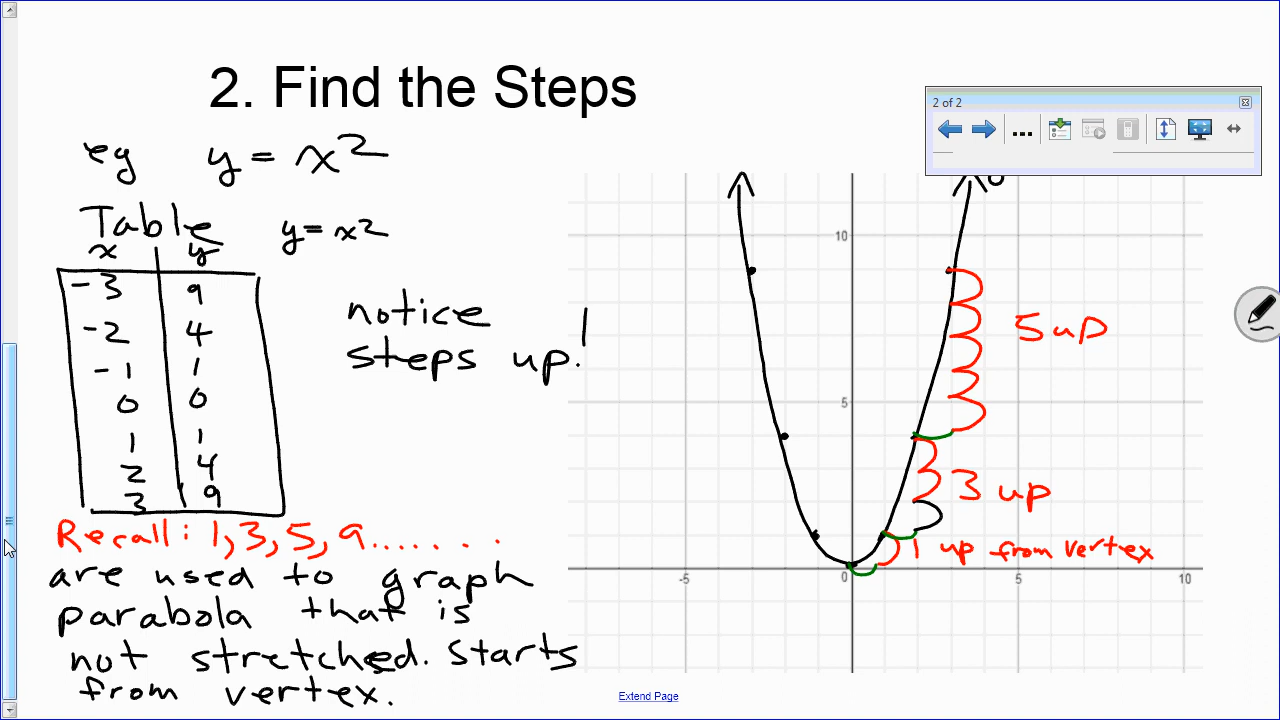 2. Find the Steps
2 of 2
eg y = x²
Table y = x²
x y
-3 9
-2 4
-1 1
0 0
1 1
2 4
3 9
notice
steps up.
Recall: 1, 3, 5, 9.......
are used to graph
parabola that is
not stretched. Starts
from vertex.
10
5 up
5
3 up
1 up from vertex
-5 0 5 10
Extend Page